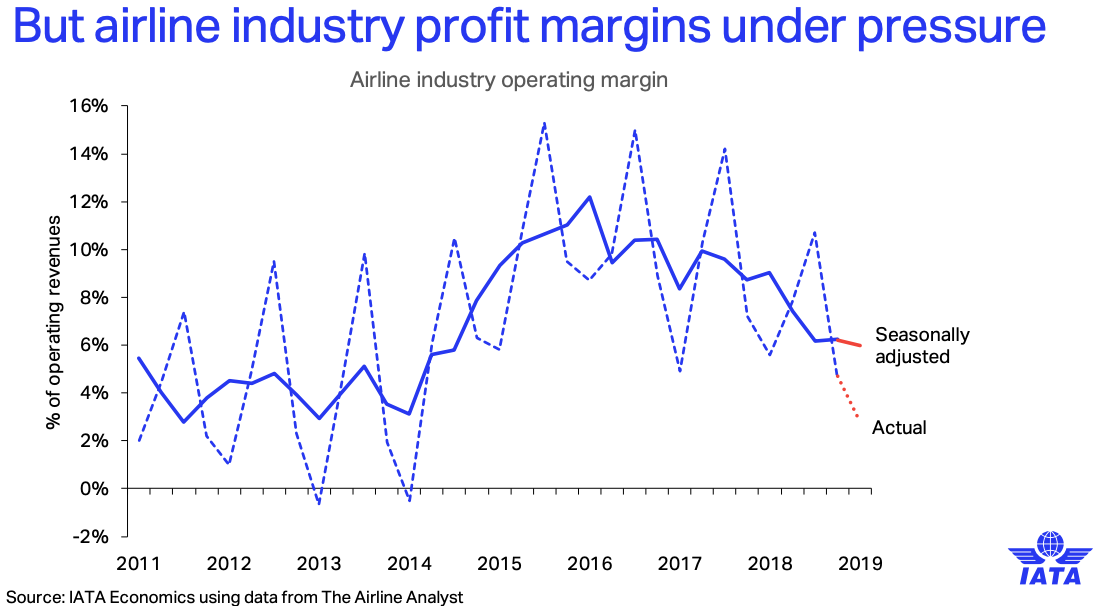 But airline industry profit margins under pressure
Airline industry operating margin
% of operating revenues
16%
14%
12%
10%
8%
6%
4%
2%
0%
-2%
2011 2012 2013 2014 2015 2016 2017 2018 2019
Seasonally
adjusted
Actual
IATA
Source: IATA Economics using data from The Airline Analyst